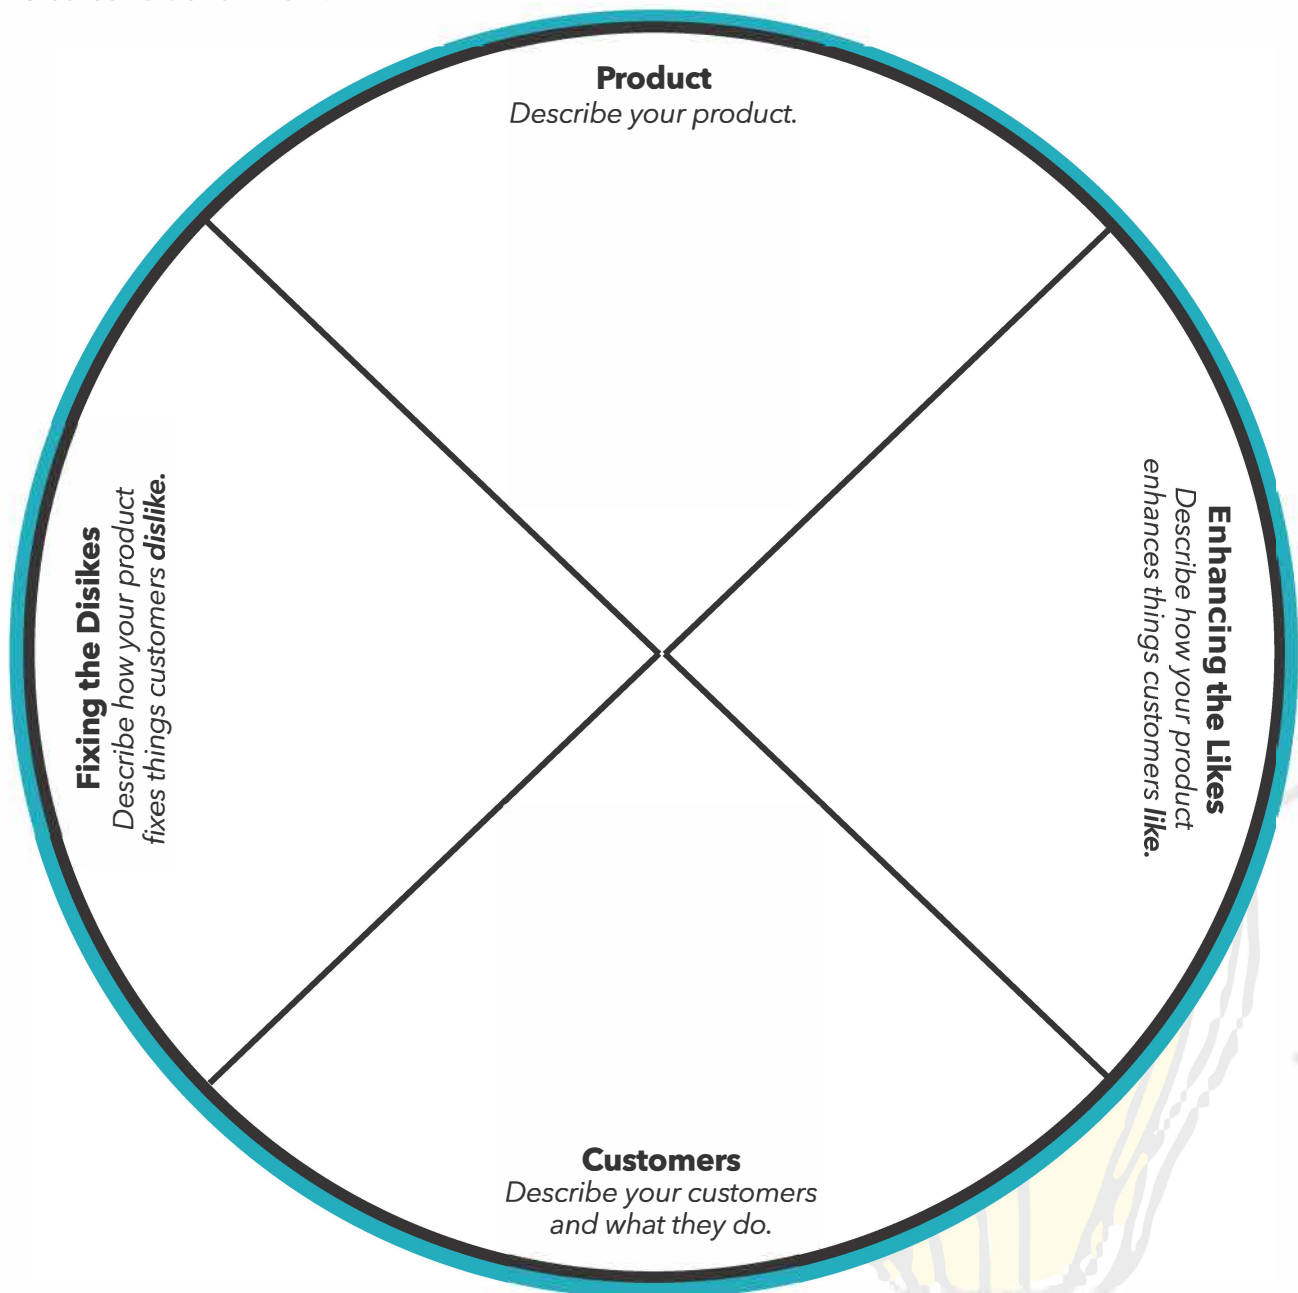 Product
Describe your product.
Fixing the Disikes
Describe how your product
fixes things customers dislike.
Enhancing the Likes
Describe how your product
enhances things customers like.
Customers
Describe your customers
and what they do.